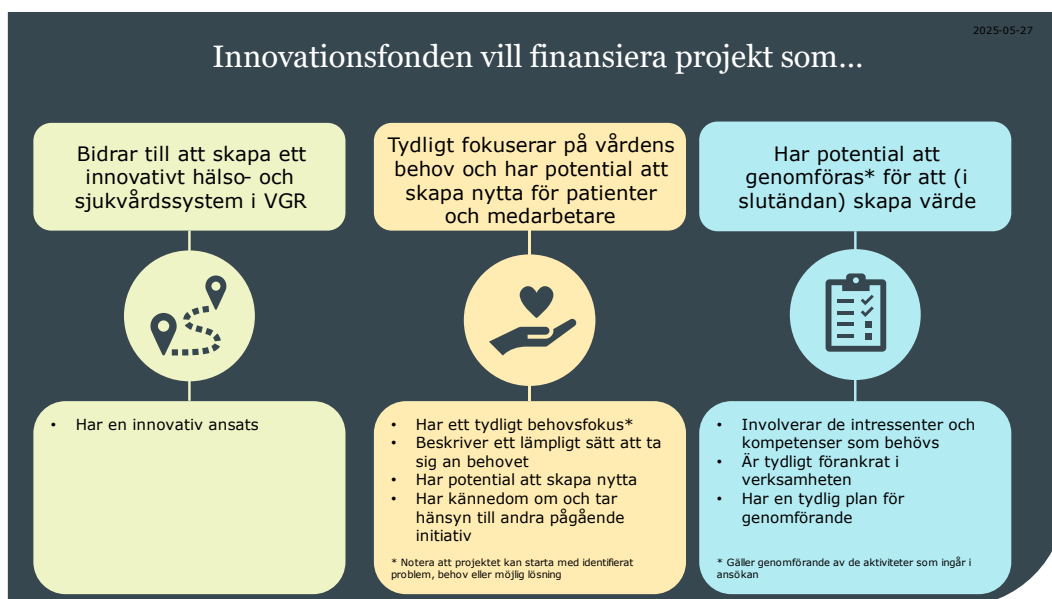 2025-05-27
Innovationsfonden vill finansiera projekt som...
Bidrar till att skapa ett
innovativt hälso- och
sjukvårdssystem i VGR
Tydligt fokuserar på vårdens
behov och har potential att
skapa nytta för patienter
och medarbetare
Har potential att
genomföras* för att (i
slutändan) skapa värde
• Har en innovativ ansats
• Har ett tydligt behovsfokus*
• Beskriver ett lämpligt sätt att ta
sig an behovet
• Har potential att skapa nytta
• Har kännedom om och tar
hänsyn till andra pågående
initiativ
* Notera att projektet kan starta med identifierat
problem, behov eller möjlig lösning
• Involverar de intressenter och
kompetenser som behövs
• Är tydligt förankrat i
verksamheten
• Har en tydlig plan för
genomförande
* Gäller genomförande av de aktiviteter som ingår i
ansökan